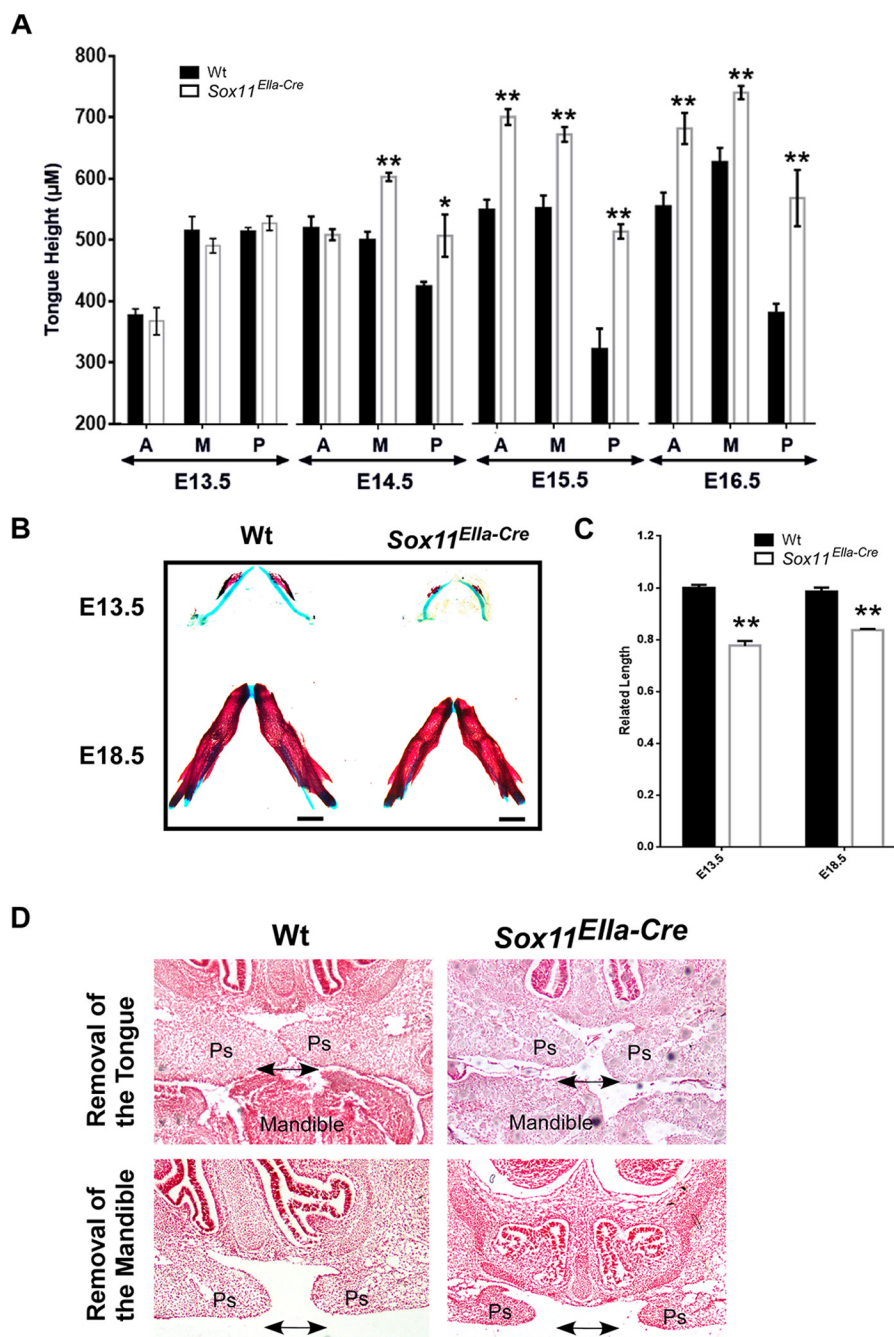 A
Wt
Sox11Ella-Cre
Tongue Height (μM)
800
700
600
500
400
300
200
** * ** ** ** ** ** **
A M P A M P A M P A M P
E13.5 E14.5 E15.5 E16.5
B
Wt Sox11Ella-Cre
E13.5
E18.5
C
Wt
Sox11Ella-Cre
Related Length
1.2
1.0
0.8
0.6
0.4
0.2
0.0
** **
E13.5 E18.5
D
Wt Sox11Ella-Cre
Removal of
the Tongue
Ps Ps
Mandible
Ps Ps
Mandible
Removal of
the Mandible
Ps Ps
Ps Ps